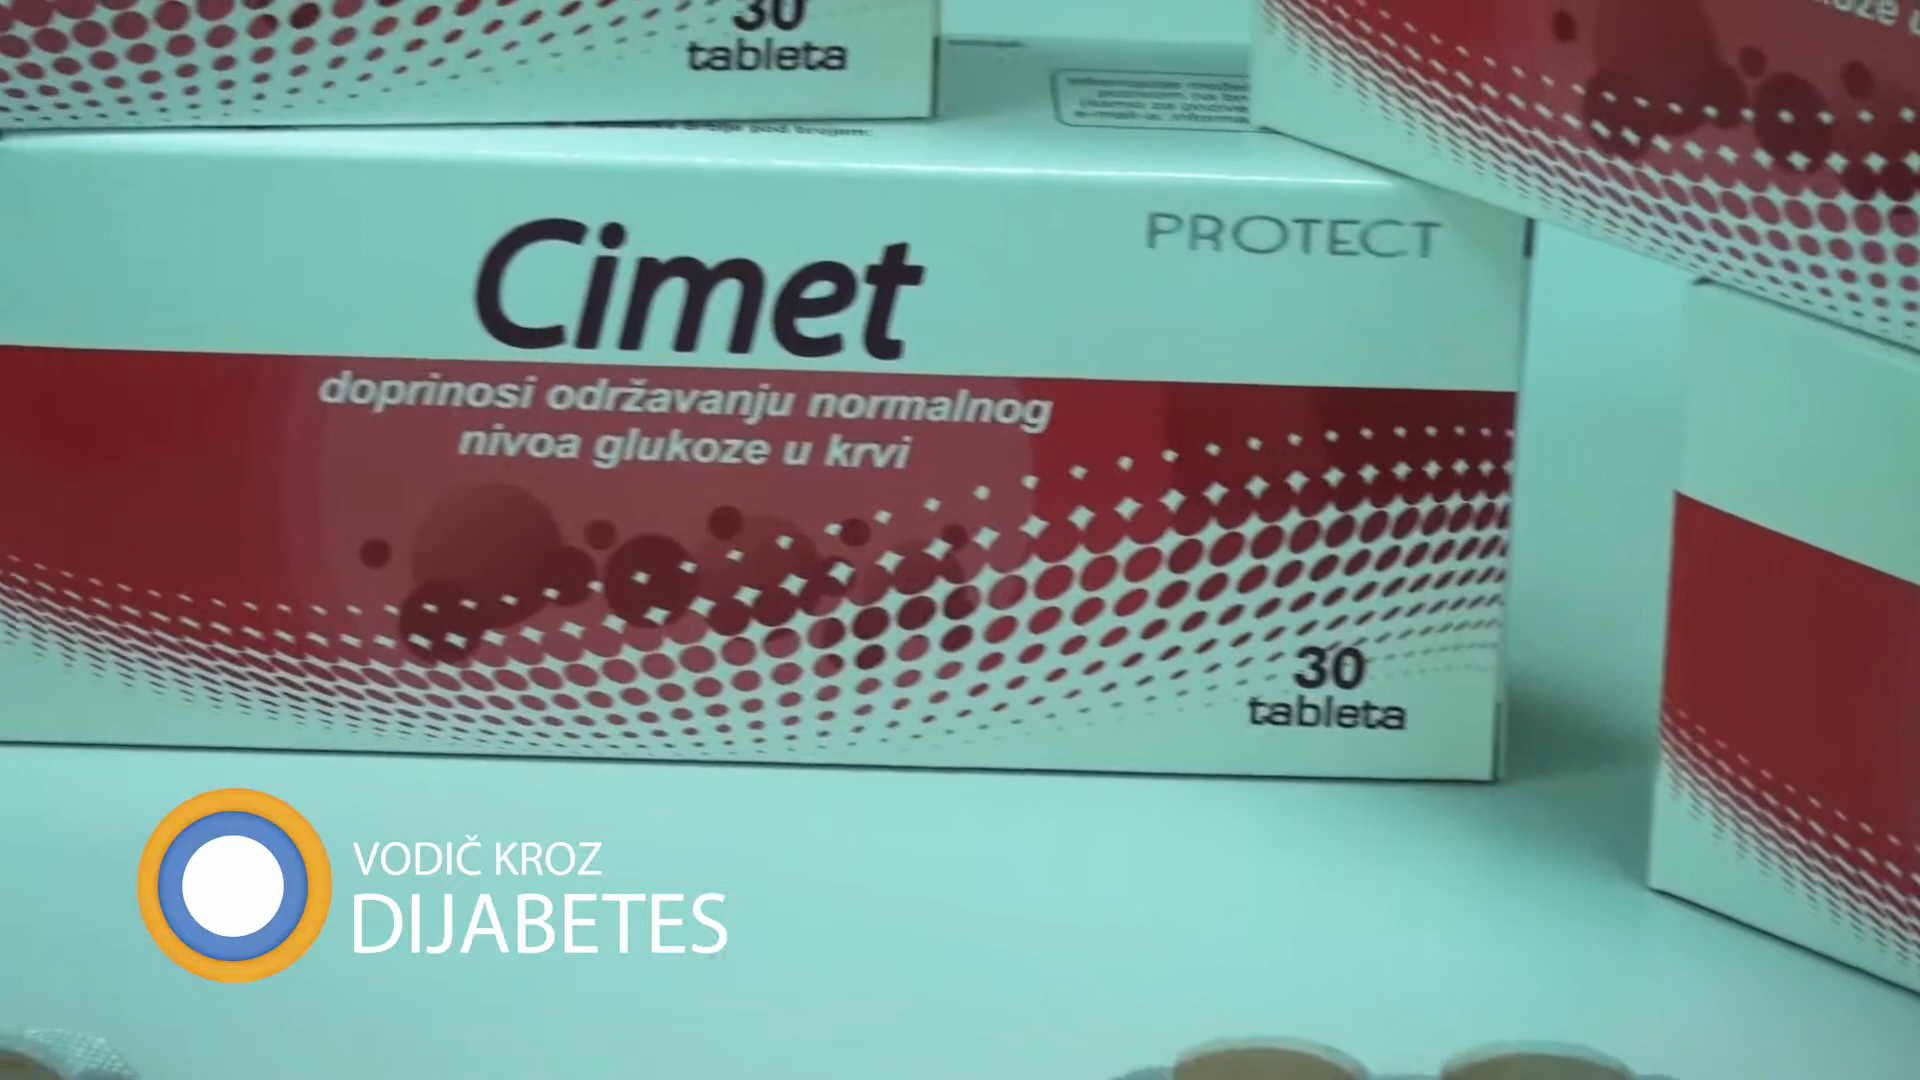 30
tableta
Cimet
PROTECT
doprinosi održavanju normalnog
nivoa glukoze u krvi
30
tableta
VODIČ KROZ
DIJABETES